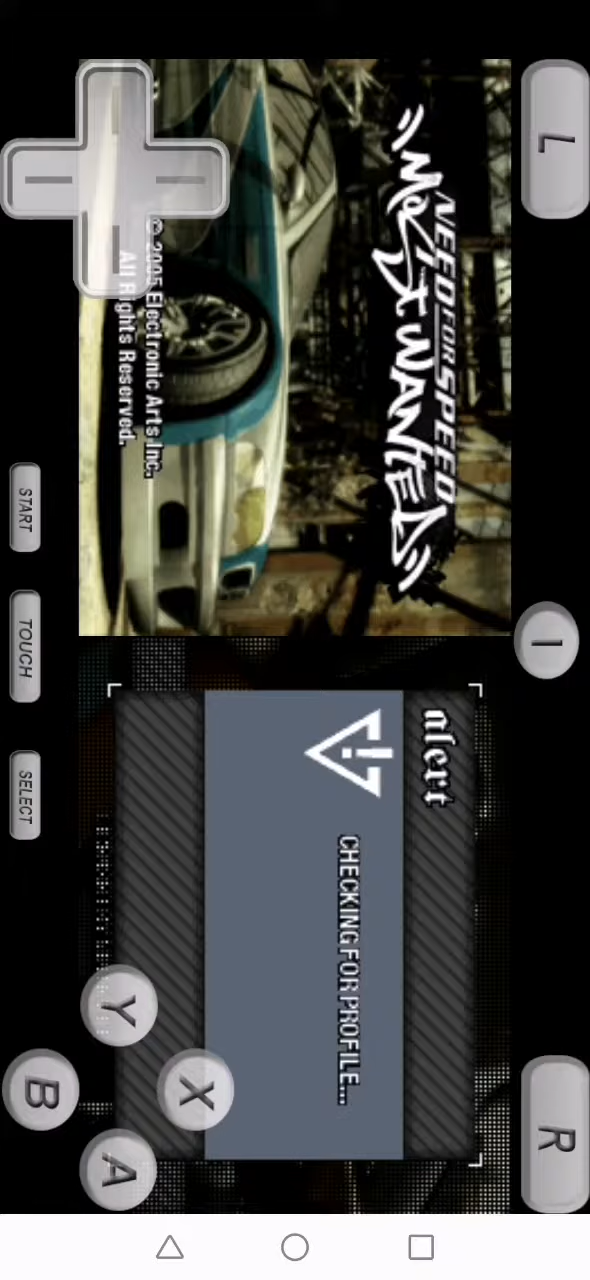 L
R
NEED FOR SPEED
MOST WANTED
© 2005 Electronic Arts Inc.
All Rights Reserved.
alert
CHECKING FOR PROFILE...
START
TOUCH
SELECT
Y
X
B
A